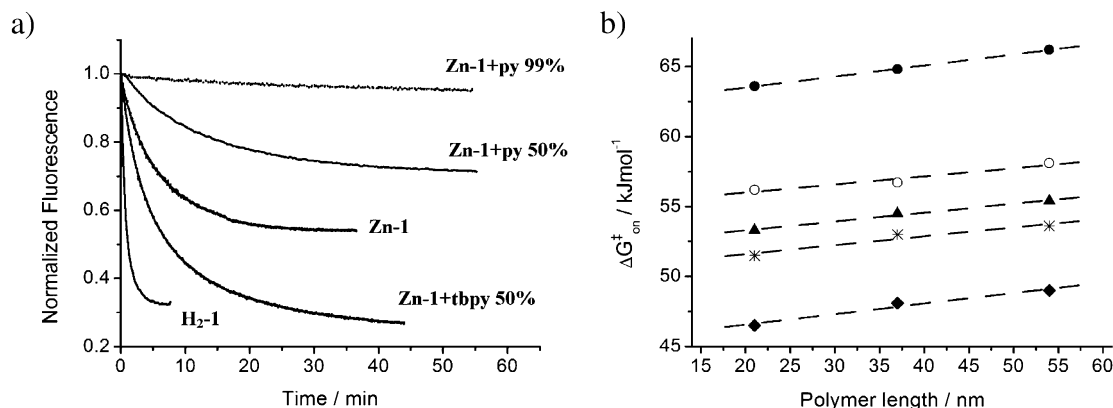 a)
Normalized Fluorescence
1.0
0.8
0.6
0.4
0.2
Zn-1+py 99%
Zn-1+py 50%
Zn-1
Zn-1+tbpy 50%
H₂-1
0 10 20 30 40 50 60
Time / min
b)
ΔG‡on / kJmol⁻¹
65
60
55
50
45
15 20 25 30 35 40 45 50 55 60
Polymer length / nm